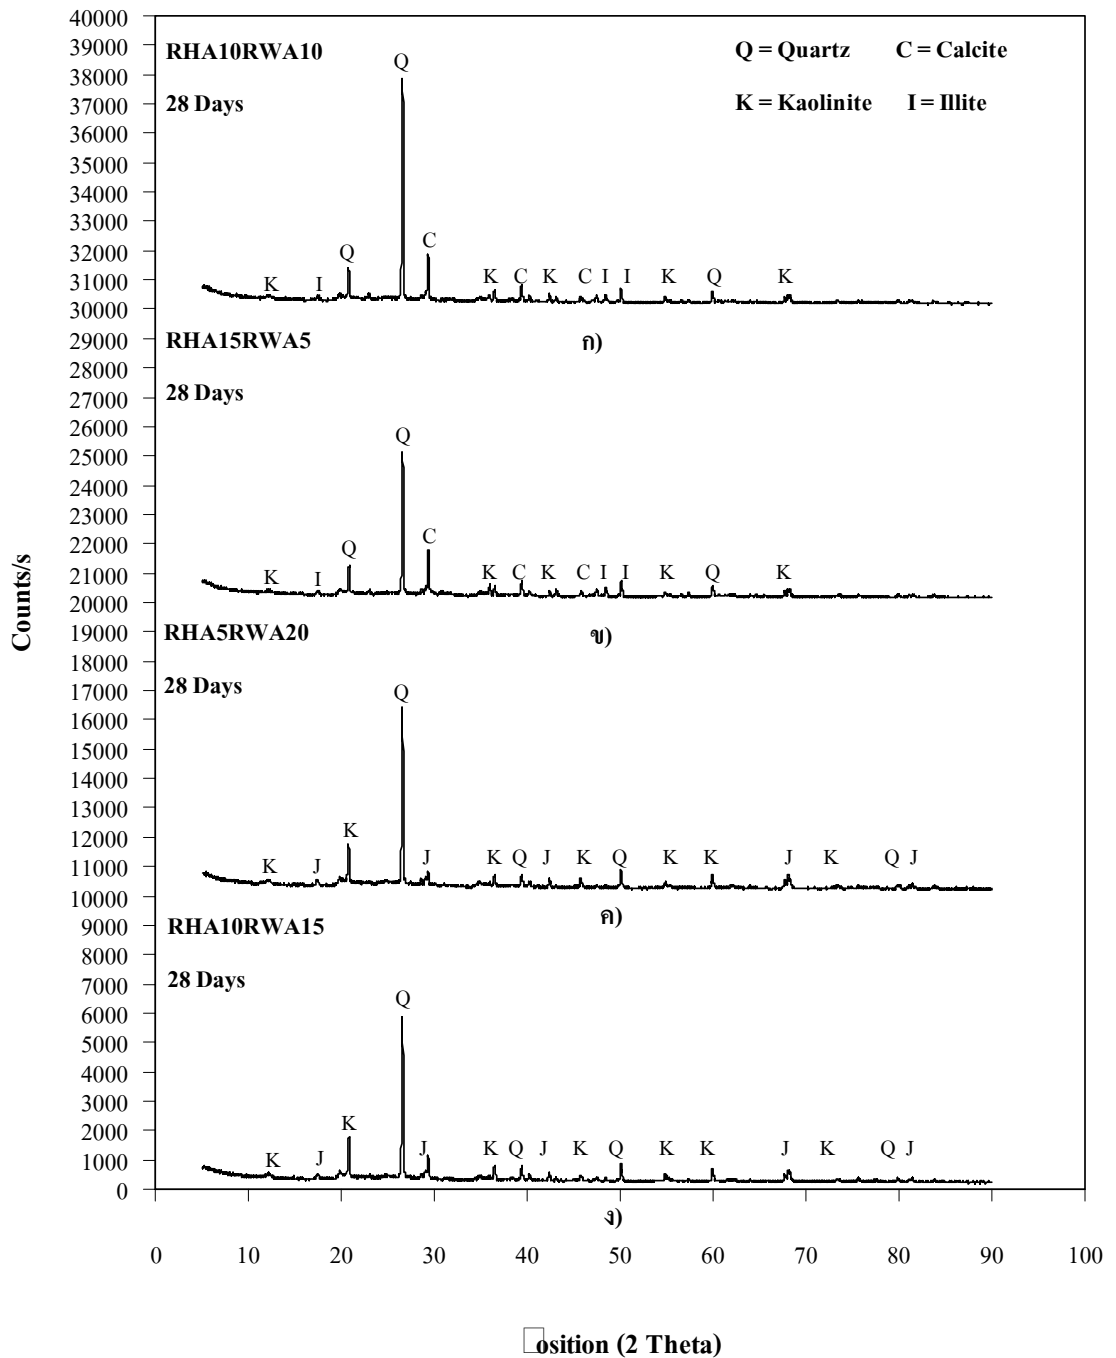 40000
39000
38000
37000
36000
35000
34000
33000
32000
31000
30000
29000
28000
27000
26000
25000
24000
23000
22000
21000
20000
19000
18000
17000
16000
15000
14000
13000
12000
11000
10000
9000
8000
7000
6000
5000
4000
3000
2000
1000
0
Counts/s
RHA10RWA10
28 Days
Q = Quartz C = Calcite
K = Kaolinite I = Illite
Q
Q C
K I K C K C I I K Q K
ก)
RHA15RWA5
28 Days
Q
Q C
K I K C K C I I K Q K
ข)
RHA5RWA20
28 Days
Q
K
K J J K Q J K Q K K J K Q J
ค)
RHA10RWA15
28 Days
Q
K
K J J K Q J K Q K K J K Q J
ง)
0 10 20 30 40 50 60 70 80 90 100
osition (2 Theta)